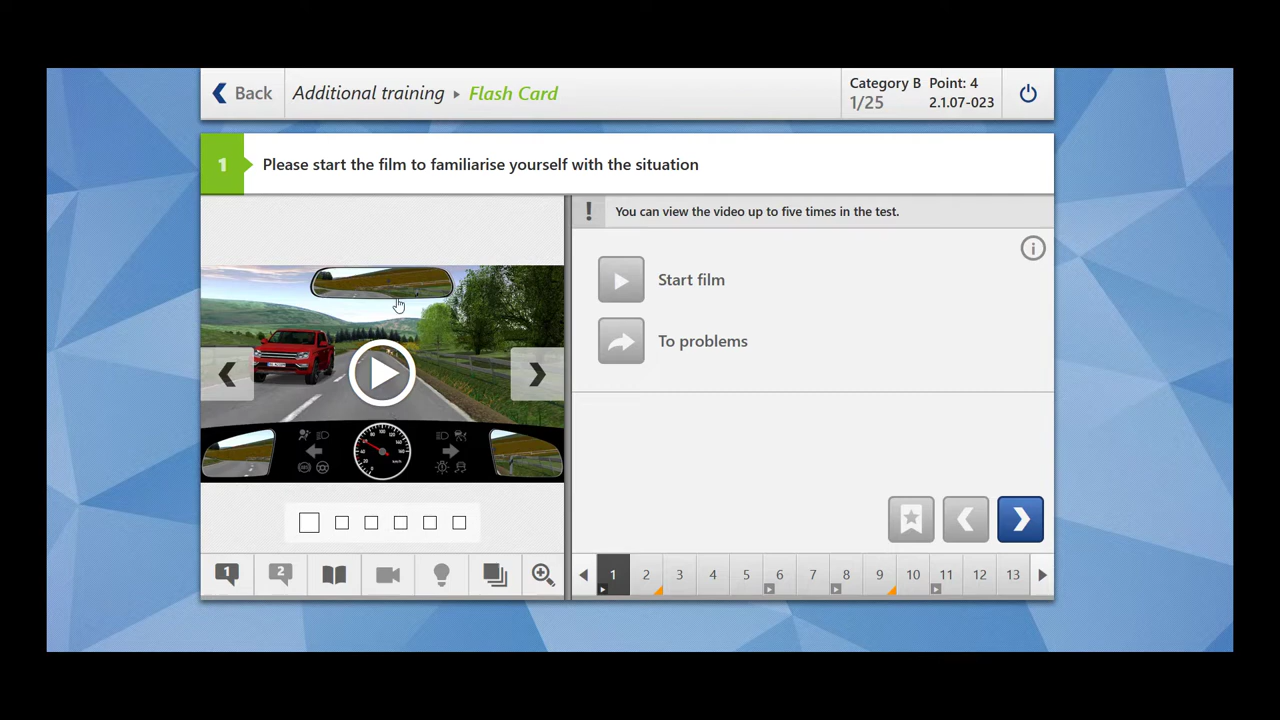 Back
Additional training ▸ Flash Card
Category B Point: 4
1/25 2.1.07-023
1 Please start the film to familiarise yourself with the situation
! You can view the video up to five times in the test.
Start film
To problems
1 2
1 2 3 4 5 6 7 8 9 10 11 12 13